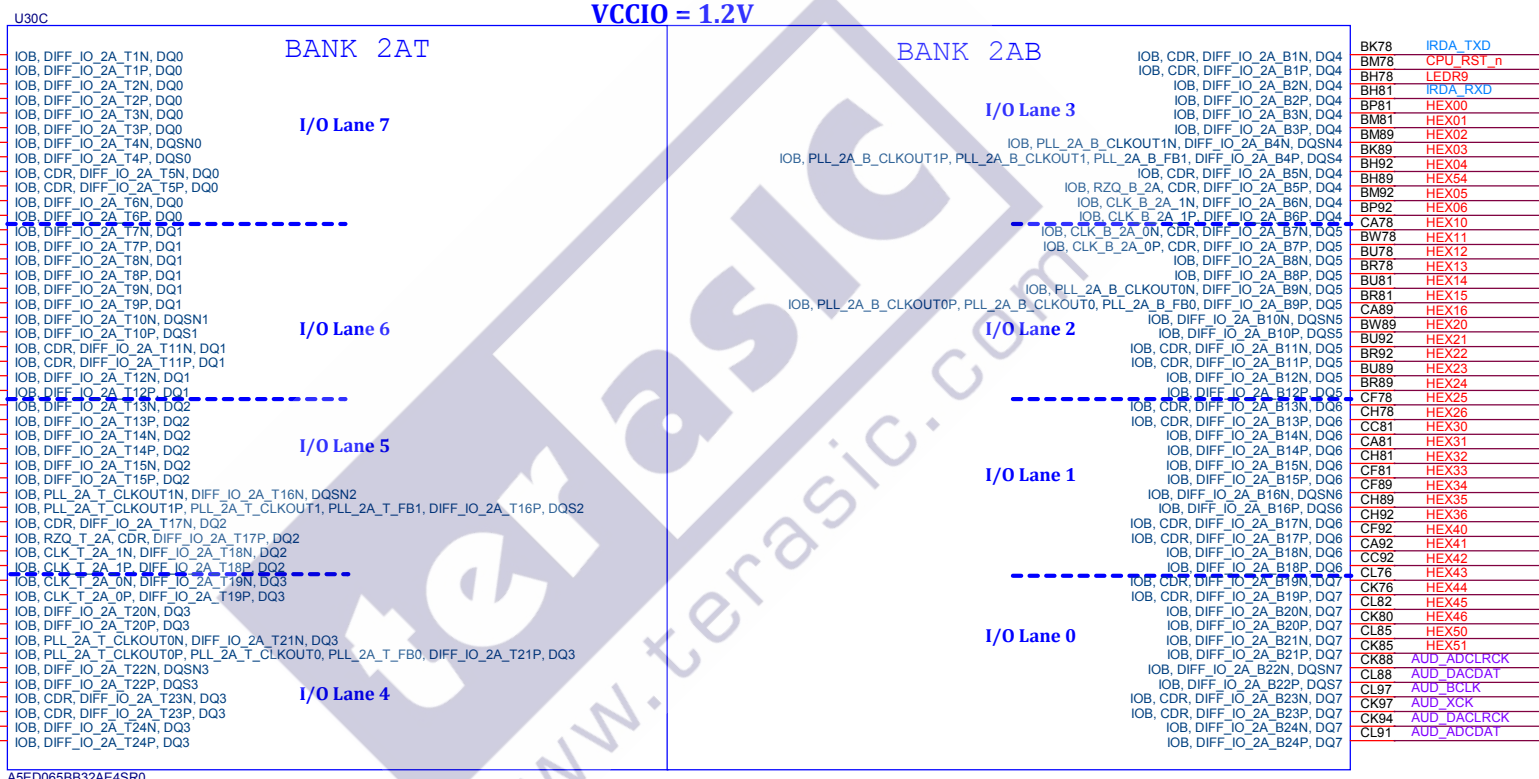 VCCIO = 1.2V
U30C
BANK 2AT
IOB, DIFF_IO_2A_T1N, DQ0
IOB, DIFF_IO_2A_T1P, DQ0
IOB, DIFF_IO_2A_T2N, DQ0
IOB, DIFF_IO_2A_T2P, DQ0
IOB, DIFF_IO_2A_T3N, DQ0
IOB, DIFF_IO_2A_T3P, DQ0
IOB, DIFF_IO_2A_T4N, DQSN0
IOB, DIFF_IO_2A_T4P, DQS0
IOB, CDR, DIFF_IO_2A_T5N, DQ0
IOB, CDR, DIFF_IO_2A_T5P, DQ0
IOB, DIFF_IO_2A_T6N, DQ0
IOB, DIFF_IO_2A_T6P, DQ0
I/O Lane 7
IOB, DIFF_IO_2A_T7N, DQ1
IOB, DIFF_IO_2A_T7P, DQ1
IOB, DIFF_IO_2A_T8N, DQ1
IOB, DIFF_IO_2A_T8P, DQ1
IOB, DIFF_IO_2A_T9N, DQ1
IOB, DIFF_IO_2A_T9P, DQ1
IOB, DIFF_IO_2A_T10N, DQSN1
IOB, DIFF_IO_2A_T10P, DQS1
IOB, CDR, DIFF_IO_2A_T11N, DQ1
IOB, CDR, DIFF_IO_2A_T11P, DQ1
IOB, DIFF_IO_2A_T12N, DQ1
IOB, DIFF_IO_2A_T12P, DQ1
I/O Lane 6
IOB, DIFF_IO_2A_T13N, DQ2
IOB, DIFF_IO_2A_T13P, DQ2
IOB, DIFF_IO_2A_T14N, DQ2
IOB, DIFF_IO_2A_T14P, DQ2
IOB, DIFF_IO_2A_T15N, DQ2
IOB, DIFF_IO_2A_T15P, DQ2
IOB, PLL_2A_T_CLKOUT1N, DIFF_IO_2A_T16N, DQSN2
IOB, PLL_2A_T_CLKOUT1P, PLL_2A_T_CLKOUT1, PLL_2A_T_FB1, DIFF_IO_2A_T16P, DQS2
IOB, CDR, DIFF_IO_2A_T17N, DQ2
IOB, RZQ_T_2A, CDR, DIFF_IO_2A_T17P, DQ2
IOB, CLK_T_2A_1N, DIFF_IO_2A_T18N, DQ2
IOB, CLK_T_2A_1P, DIFF_IO_2A_T18P, DQ2
I/O Lane 5
IOB, CLK_T_2A_0N, DIFF_IO_2A_T19N, DQ3
IOB, CLK_T_2A_0P, DIFF_IO_2A_T19P, DQ3
IOB, DIFF_IO_2A_T20N, DQ3
IOB, DIFF_IO_2A_T20P, DQ3
IOB, PLL_2A_T_CLKOUT0N, DIFF_IO_2A_T21N, DQ3
IOB, PLL_2A_T_CLKOUT0P, PLL_2A_T_CLKOUT0, PLL_2A_T_FB0, DIFF_IO_2A_T21P, DQ3
IOB, DIFF_IO_2A_T22N, DQSN3
IOB, DIFF_IO_2A_T22P, DQS3
IOB, CDR, DIFF_IO_2A_T23N, DQ3
IOB, CDR, DIFF_IO_2A_T23P, DQ3
IOB, DIFF_IO_2A_T24N, DQ3
IOB, DIFF_IO_2A_T24P, DQ3
I/O Lane 4
BANK 2AB
IOB, CDR, DIFF_IO_2A_B1N, DQ4 BK78 IRDA_TXD
IOB, CDR, DIFF_IO_2A_B1P, DQ4 BM78 CPU_RST_n
IOB, DIFF_IO_2A_B2N, DQ4 BH78 LEDR9
IOB, DIFF_IO_2A_B2P, DQ4 BH81 IRDA_RXD
IOB, DIFF_IO_2A_B3N, DQ4 BP81 HEX00
IOB, DIFF_IO_2A_B3P, DQ4 BM81 HEX01
IOB, PLL_2A_B_CLKOUT1N, DIFF_IO_2A_B4N, DQSN4 BM89 HEX02
IOB, PLL_2A_B_CLKOUT1P, PLL_2A_B_CLKOUT1, PLL_2A_B_FB1, DIFF_IO_2A_B4P, DQS4 BK89 HEX03
IOB, CDR, DIFF_IO_2A_B5N, DQ4 BH92 HEX04
IOB, RZQ_B_2A, CDR, DIFF_IO_2A_B5P, DQ4 BH89 HEX54
IOB, CLK_B_2A_1N, DIFF_IO_2A_B6N, DQ4 BM92 HEX05
IOB, CLK_B_2A_1P, DIFF_IO_2A_B6P, DQ4 BP92 HEX06
I/O Lane 3
IOB, CLK_B_2A_0N, CDR, DIFF_IO_2A_B7N, DQ5 CA78 HEX10
IOB, CLK_B_2A_0P, CDR, DIFF_IO_2A_B7P, DQ5 BW78 HEX11
IOB, DIFF_IO_2A_B8N, DQ5 BU78 HEX12
IOB, DIFF_IO_2A_B8P, DQ5 BR78 HEX13
IOB, PLL_2A_B_CLKOUT0N, DIFF_IO_2A_B9N, DQ5 BU81 HEX14
IOB, PLL_2A_B_CLKOUT0P, PLL_2A_B_CLKOUT0, PLL_2A_B_FB0, DIFF_IO_2A_B9P, DQ5 BR81 HEX15
IOB, DIFF_IO_2A_B10N, DQSN5 CA89 HEX16
IOB, DIFF_IO_2A_B10P, DQS5 BW89 HEX20
IOB, CDR, DIFF_IO_2A_B11N, DQ5 BU92 HEX21
IOB, CDR, DIFF_IO_2A_B11P, DQ5 BR92 HEX22
IOB, DIFF_IO_2A_B12N, DQ5 BU89 HEX23
IOB, DIFF_IO_2A_B12P, DQ5 BR89 HEX24
I/O Lane 2
IOB, CDR, DIFF_IO_2A_B13N, DQ6 CF78 HEX25
IOB, CDR, DIFF_IO_2A_B13P, DQ6 CH78 HEX26
IOB, DIFF_IO_2A_B14N, DQ6 CC81 HEX30
IOB, DIFF_IO_2A_B14P, DQ6 CA81 HEX31
IOB, DIFF_IO_2A_B15N, DQ6 CH81 HEX32
IOB, DIFF_IO_2A_B15P, DQ6 CF81 HEX33
IOB, DIFF_IO_2A_B16N, DQSN6 CF89 HEX34
IOB, DIFF_IO_2A_B16P, DQS6 CH89 HEX35
IOB, CDR, DIFF_IO_2A_B17N, DQ6 CH92 HEX36
IOB, CDR, DIFF_IO_2A_B17P, DQ6 CF92 HEX40
IOB, DIFF_IO_2A_B18N, DQ6 CA92 HEX41
IOB, DIFF_IO_2A_B18P, DQ6 CC92 HEX42
I/O Lane 1
IOB, CDR, DIFF_IO_2A_B19N, DQ7 CL76 HEX43
IOB, CDR, DIFF_IO_2A_B19P, DQ7 CK76 HEX44
IOB, DIFF_IO_2A_B20N, DQ7 CL82 HEX45
IOB, DIFF_IO_2A_B20P, DQ7 CK80 HEX46
IOB, DIFF_IO_2A_B21N, DQ7 CL85 HEX50
IOB, DIFF_IO_2A_B21P, DQ7 CK85 HEX51
IOB, DIFF_IO_2A_B22N, DQSN7 CK88 AUD_ADCLRCK
IOB, DIFF_IO_2A_B22P, DQS7 CL88 AUD_DACDAT
IOB, CDR, DIFF_IO_2A_B23N, DQ7 CL97 AUD_BCLK
IOB, CDR, DIFF_IO_2A_B23P, DQ7 CK97 AUD_XCK
IOB, DIFF_IO_2A_B24N, DQ7 CK94 AUD_DACLRCK
IOB, DIFF_IO_2A_B24P, DQ7 CL91 AUD_ADCDAT
I/O Lane 0
A5ED065BB32AE4SR0
terasic
www.terasic.com